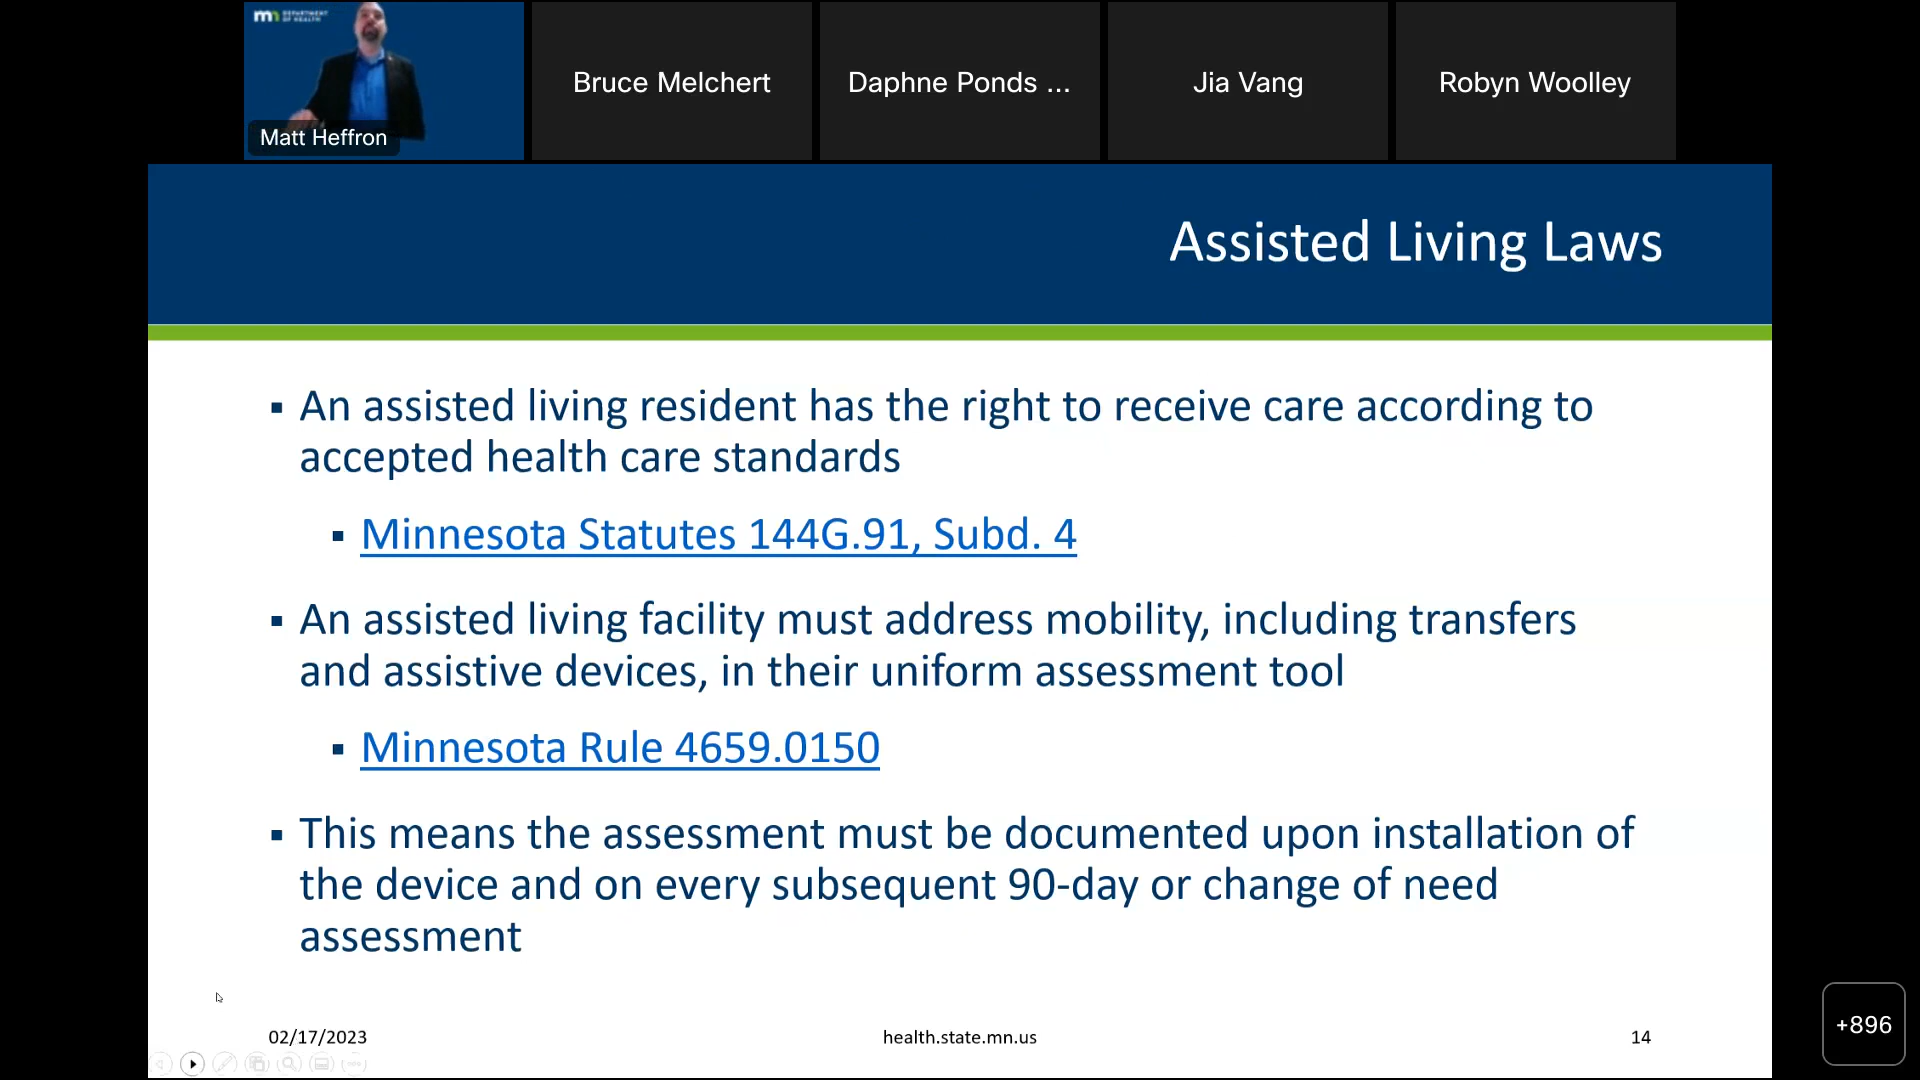 mn DEPARTMENT
OF HEALTH
Matt Heffron
Bruce Melchert
Daphne Ponds ...
Jia Vang
Robyn Woolley
Assisted Living Laws
▪ An assisted living resident has the right to receive care according to
accepted health care standards
▪ Minnesota Statutes 144G.91, Subd. 4
▪ An assisted living facility must address mobility, including transfers
and assistive devices, in their uniform assessment tool
▪ Minnesota Rule 4659.0150
▪ This means the assessment must be documented upon installation of
the device and on every subsequent 90-day or change of need
assessment
02/17/2023
health.state.mn.us
14
+896